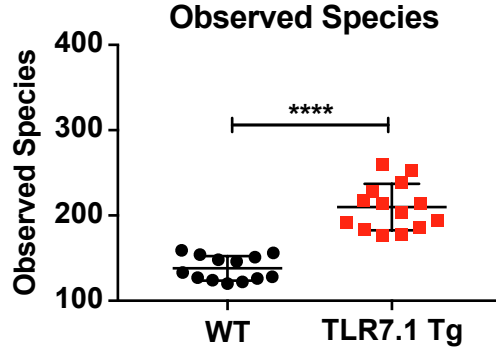 Observed Species
Observed Species
400
300
200
100
****
WT
TLR7.1 Tg